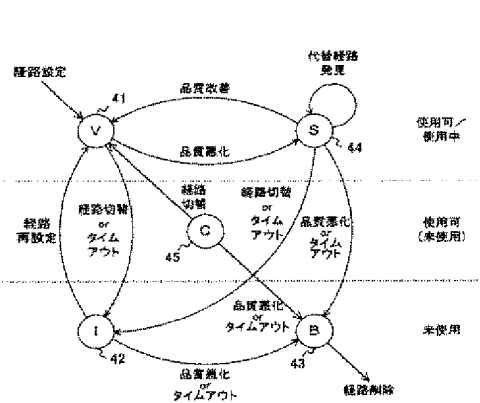 代替経路
発見
経路設定
41
品質改善
V
S
44
使用可／
使用中
品質悪化
経路
再設定
経路切替
or
タイム
アウト
経路
切替
経路切替
or
タイム
アウト
品質悪化
or
タイム
アウト
C
45
使用可
(未使用)
品質悪化
or
タイムアウト
I
42
B
43
未使用
品質悪化
or
タイムアウト
経路削除